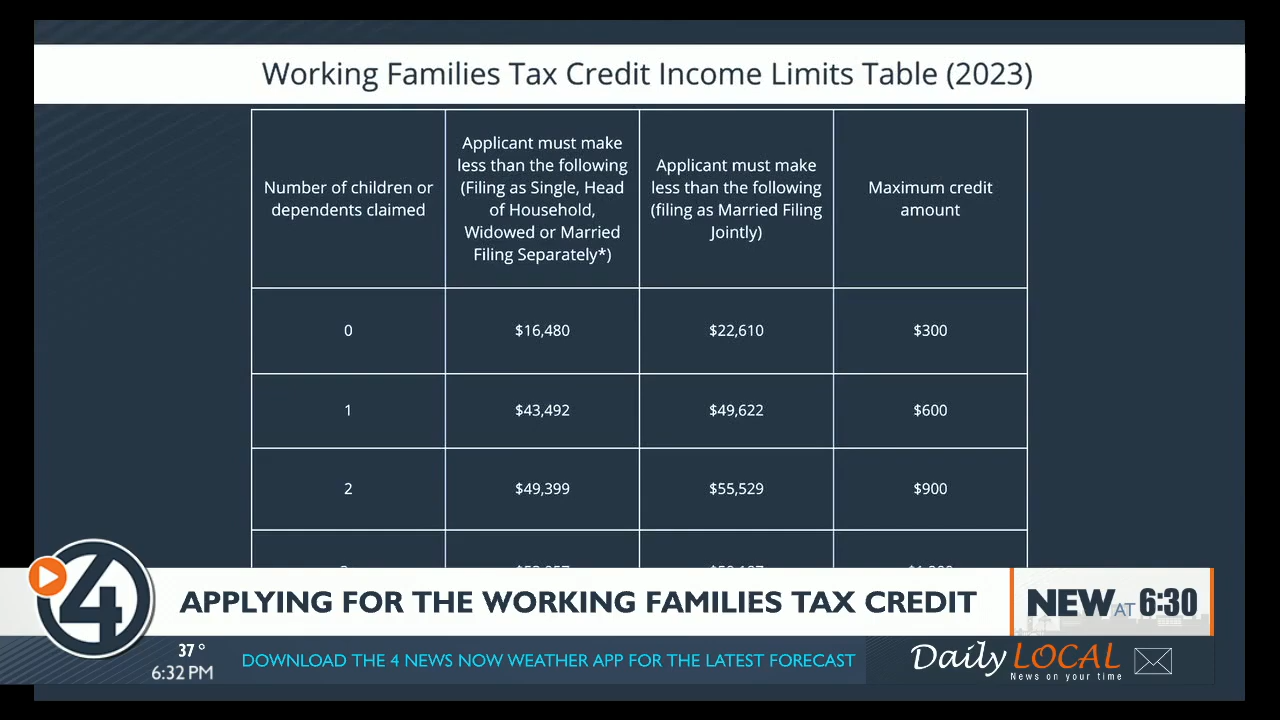 Working Families Tax Credit Income Limits Table (2023)
Number of children or
dependents claimed
Applicant must make
less than the following
(Filing as Single, Head
of Household,
Widowed or Married
Filing Separately*)
Applicant must make
less than the following
(filing as Married Filing
Jointly)
Maximum credit
amount
0
$16,480
$22,610
$300
1
$43,492
$49,622
$600
2
$49,399
$55,529
$900
4
APPLYING FOR THE WORKING FAMILIES TAX CREDIT
NEW AT 6:30
37°
6:32 PM
DOWNLOAD THE 4 NEWS NOW WEATHER APP FOR THE LATEST FORECAST
Daily LOCAL
News on your time